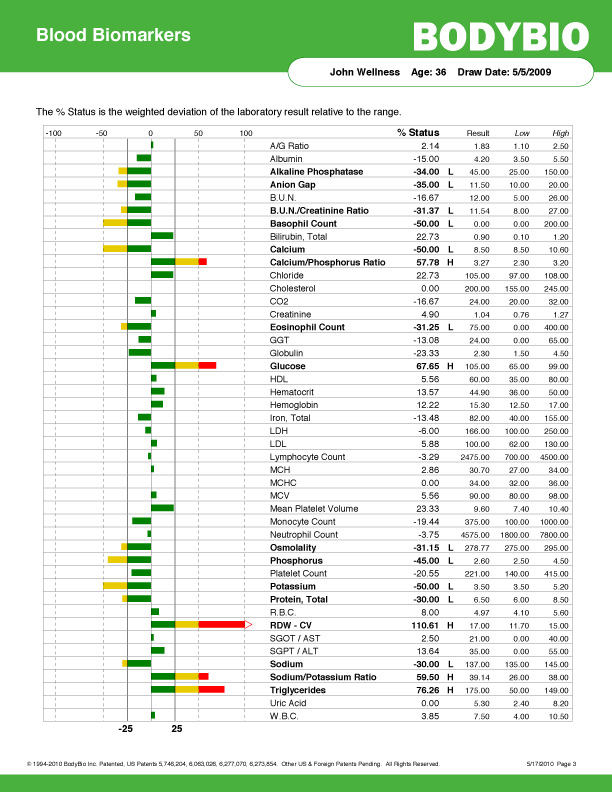 Blood Biomarkers
BODYBIO
John Wellness Age: 36 Draw Date: 5/5/2009
The % Status is the weighted deviation of the laboratory result relative to the range.
-100 -50 0 50 100 % Status Result Low High
A/G Ratio 2.14 1.83 1.10 2.50
Albumin -15.00 4.20 3.50 5.50
Alkaline Phosphatase -34.00 L 45.00 25.00 150.00
Anion Gap -35.00 L 11.50 10.00 20.00
B.U.N. -16.67 12.00 5.00 26.00
B.U.N./Creatinine Ratio -31.37 L 11.54 8.00 27.00
Basophil Count -50.00 L 0.00 0.00 200.00
Bilirubin, Total 22.73 0.90 0.10 1.20
Calcium -50.00 L 8.50 8.50 10.60
Calcium/Phosphorus Ratio 57.78 H 3.27 2.30 3.20
Chloride 22.73 105.00 97.00 108.00
Cholesterol 0.00 200.00 155.00 245.00
CO2 -16.67 24.00 20.00 32.00
Creatinine 4.90 1.04 0.76 1.27
Eosinophil Count -31.25 L 75.00 0.00 400.00
GGT -13.08 24.00 0.00 65.00
Globulin -23.33 2.30 1.50 4.50
Glucose 67.65 H 105.00 65.00 99.00
HDL 5.56 60.00 35.00 80.00
Hematocrit 13.57 44.90 36.00 50.00
Hemoglobin 12.22 15.30 12.50 17.00
Iron, Total -13.48 82.00 40.00 155.00
LDH -6.00 166.00 100.00 250.00
LDL 5.88 100.00 62.00 130.00
Lymphocyte Count -3.29 2475.00 700.00 4500.00
MCH 2.86 30.70 27.00 34.00
MCHC 0.00 34.00 32.00 36.00
MCV 5.56 90.00 80.00 98.00
Mean Platelet Volume 23.33 9.60 7.40 10.40
Monocyte Count -19.44 375.00 100.00 1000.00
Neutrophil Count -3.75 4575.00 1800.00 7800.00
Osmolality -31.15 L 278.77 275.00 295.00
Phosphorus -45.00 L 2.60 2.50 4.50
Platelet Count -20.55 221.00 140.00 415.00
Potassium -50.00 L 3.50 3.50 5.20
Protein, Total -30.00 L 6.50 6.00 8.50
R.B.C. 8.00 4.97 4.10 5.60
RDW - CV 110.61 H 17.00 11.70 15.00
SGOT / AST 2.50 21.00 0.00 40.00
SGPT / ALT 13.64 35.00 0.00 55.00
Sodium -30.00 L 137.00 135.00 145.00
Sodium/Potassium Ratio 59.50 H 39.14 26.00 38.00
Triglycerides 76.26 H 175.00 50.00 149.00
Uric Acid 0.00 5.30 2.40 8.20
W.B.C. 3.85 7.50 4.00 10.50
-25 25
© 1994-2010 BodyBio Inc. Patented, US Patents 5,746,204, 6,063,026, 6,277,070, 6,273,854. Other US & Foreign Patents Pending. All Rights Reserved. 5/17/2010 Page 3